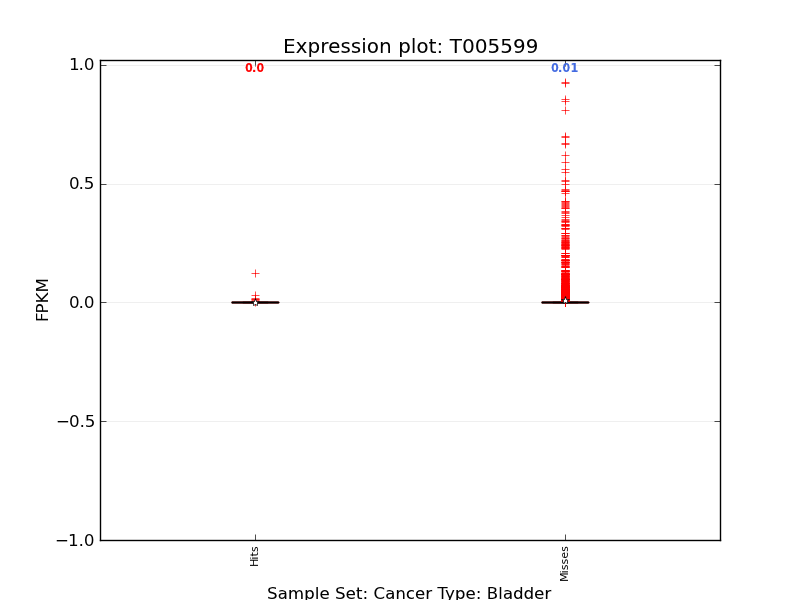 Expression plot: T005599
1.0
0.0
0.01
0.5
0.0
−0.5
−1.0
FPKM
Hits
Misses
Sample Set: Cancer Type: Bladder